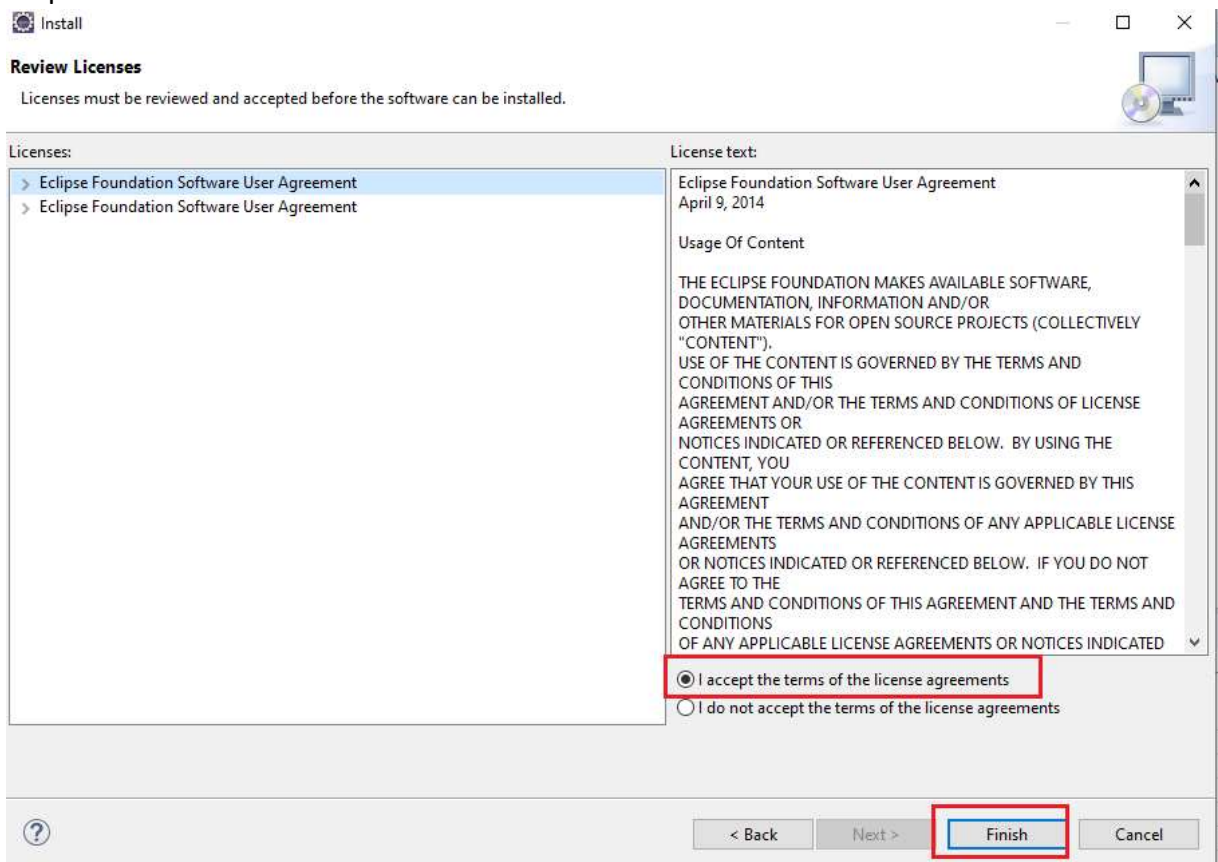 Install
Review Licenses
Licenses must be reviewed and accepted before the software can be installed.
Licenses:
Eclipse Foundation Software User Agreement
Eclipse Foundation Software User Agreement
License text:
Eclipse Foundation Software User Agreement
April 9, 2014
Usage Of Content
THE ECLIPSE FOUNDATION MAKES AVAILABLE SOFTWARE,
DOCUMENTATION, INFORMATION AND/OR
OTHER MATERIALS FOR OPEN SOURCE PROJECTS (COLLECTIVELY
"CONTENT").
USE OF THE CONTENT IS GOVERNED BY THE TERMS AND
CONDITIONS OF THIS
AGREEMENT AND/OR THE TERMS AND CONDITIONS OF LICENSE
AGREEMENTS OR
NOTICES INDICATED OR REFERENCED BELOW.  BY USING THE
CONTENT, YOU
AGREE THAT YOUR USE OF THE CONTENT IS GOVERNED BY THIS
AGREEMENT
AND/OR THE TERMS AND CONDITIONS OF ANY APPLICABLE LICENSE
AGREEMENTS
OR NOTICES INDICATED OR REFERENCED BELOW.  IF YOU DO NOT
AGREE TO THE
TERMS AND CONDITIONS OF THIS AGREEMENT AND THE TERMS AND
CONDITIONS
OF ANY APPLICABLE LICENSE AGREEMENTS OR NOTICES INDICATED
I accept the terms of the license agreements
I do not accept the terms of the license agreements
?
< Back
Next >
Finish
Cancel